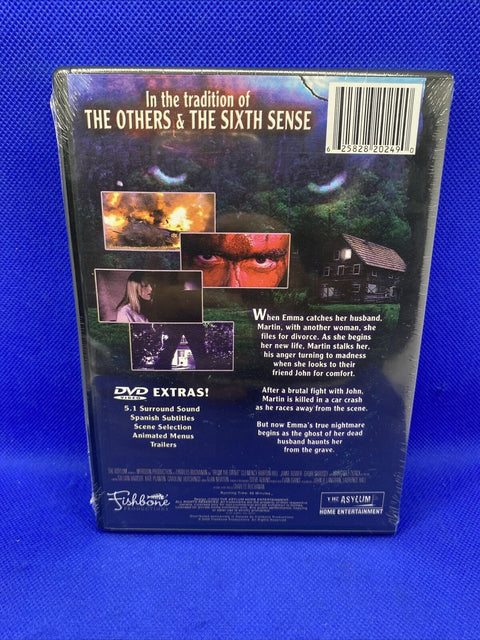 In the tradition of
THE OTHERS & THE SIXTH SENSE
6 25828 20249 0
When Emma catches her husband,
Martin, with another woman, she
files for divorce. As she begins
her new life, Martin stalks her,
his anger turning to madness
when she looks to their
friend John for comfort.
After a brutal fight with John,
Martin is killed in a car crash
as he races away from the scene.
But now Emma's true nightmare
begins as the ghost of her dead
husband haunts her
from the grave.
DVD VIDEO EXTRAS!
5.1 Surround Sound
Spanish Subtitles
Scene Selection
Animated Menus
Trailers
Fishbone
PRODUCTIONS
THE ASYLUM
HOME ENTERTAINMENT